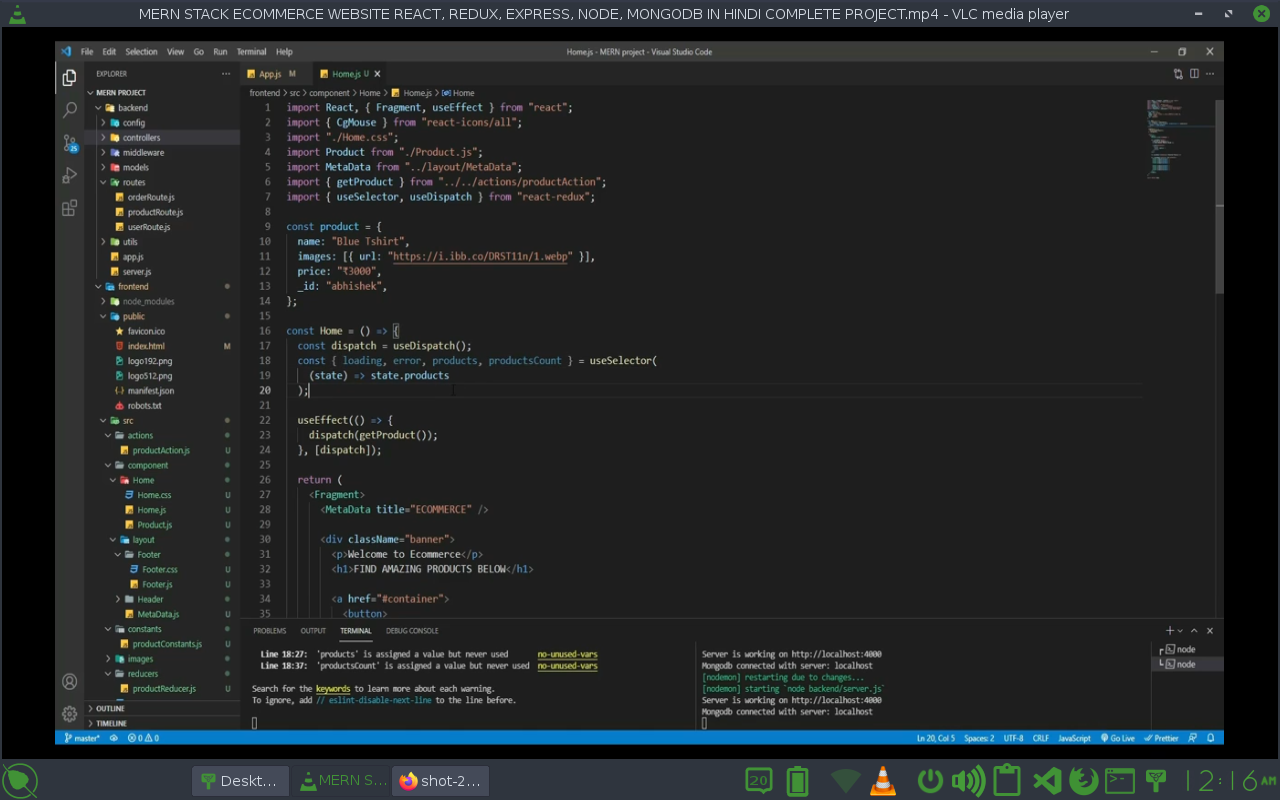 MERN STACK ECOMMERCE WEBSITE REACT, REDUX, EXPRESS, NODE, MONGODB IN HINDI COMPLETE PROJECT.mp4 - VLC media player
File Edit Selection View Go Run Terminal Help
Home.js - MERN project - Visual Studio Code
EXPLORER
MERN PROJECT
backend
config
controllers
middleware
models
routes
orderRoute.js
productRoute.js
userRoute.js
utils
app.js
server.js
frontend
node_modules
public
favicon.ico
index.html M
logo192.png
logo512.png
manifest.json
robots.txt
src
actions
productAction.js U
component
Home
Home.css U
Home.js U
Product.js U
layout
Footer
Footer.css U
Footer.js U
Header
MetaData.js U
constants
productConstants.js U
images
reducers
productReducer.js U
OUTLINE
TIMELINE
25
App.js M
Home.js U
frontend > src > component > Home > Home.js > Home
1 import React, { Fragment, useEffect } from "react";
2 import { CgMouse } from "react-icons/all";
3 import "./Home.css";
4 import Product from "./Product.js";
5 import MetaData from "../layout/MetaData";
6 import { getProduct } from "../../actions/productAction";
7 import { useSelector, useDispatch } from "react-redux";
8
9 const product = {
10 name: "Blue Tshirt",
11 images: [{ url: "https://i.ibb.co/DRST11n/1.webp" }],
12 price: "₹3000",
13 _id: "abhishek",
14 };
15
16 const Home = () => {
17 const dispatch = useDispatch();
18 const { loading, error, products, productsCount } = useSelector(
19 (state) => state.products
20 );
21
22 useEffect(() => {
23 dispatch(getProduct());
24 }, [dispatch]);
25
26 return (
27 <Fragment>
28 <MetaData title="ECOMMERCE" />
29
30 <div className="banner">
31 <p>Welcome to Ecommerce</p>
32 <h1>FIND AMAZING PRODUCTS BELOW</h1>
33
34 <a href="#container">
35 <button>
PROBLEMS OUTPUT TERMINAL DEBUG CONSOLE
Line 18:27: 'products' is assigned a value but never used no-unused-vars
Line 18:37: 'productsCount' is assigned a value but never used no-unused-vars
Search for the keywords to learn more about each warning.
To ignore, add // eslint-disable-next-line to the line before.
Server is working on http://localhost:4000
Mongodb connected with server: localhost
[nodemon] restarting due to changes...
[nodemon] starting `node backend/server.js`
Server is working on http://localhost:4000
Mongodb connected with server: localhost
node
node
master* 0 0 Ln 20, Col 5 Spaces: 2 UTF-8 CRLF JavaScript Go Live Prettier
Deskt... MERN S... shot-2... 20 12:16 AM